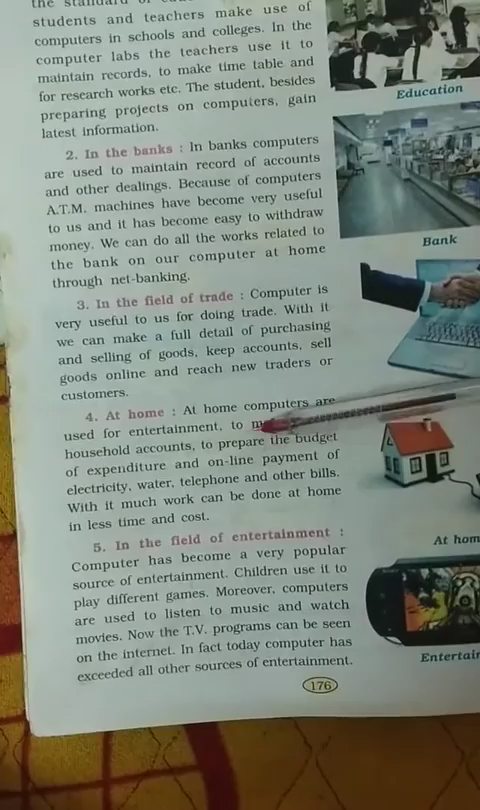 the standard of
students and teachers make use of
computers in schools and colleges. In the
computer labs the teachers use it to
maintain records, to make time table and
for research works etc. The student, besides
preparing projects on computers, gain
latest information.
Education
2. In the banks : In banks computers
are used to maintain record of accounts
and other dealings. Because of computers
A.T.M. machines have become very useful
to us and it has become easy to withdraw
money. We can do all the works related to
the bank on our computer at home
through net-banking.
Bank
3. In the field of trade : Computer is
very useful to us for doing trade. With it
we can make a full detail of purchasing
and selling of goods, keep accounts, sell
goods online and reach new traders or
customers.
4. At home : At home computers are
used for entertainment, to
household accounts, to prepare the budget
of expenditure and on-line payment of
electricity, water, telephone and other bills.
With it much work can be done at home
in less time and cost.
At hom
5. In the field of entertainment :
Computer has become a very popular
source of entertainment. Children use it to
play different games. Moreover, computers
are used to listen to music and watch
movies. Now the T.V. programs can be seen
on the internet. In fact today computer has
exceeded all other sources of entertainment.
Entertai
176